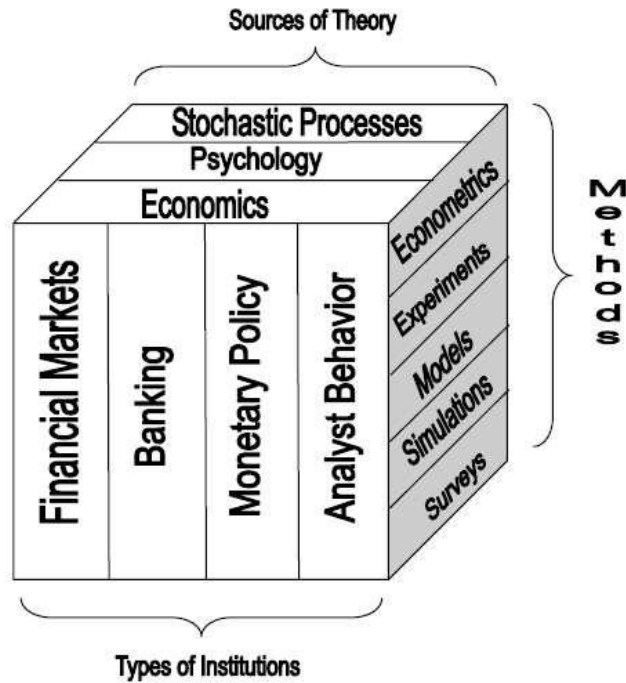 Sources of Theory
Stochastic Processes
Psychology
Economics
Financial Markets
Banking
Monetary Policy
Analyst Behavior
Econometrics
Experiments
Models
Simulations
Surveys
Methods
Types of Institutions